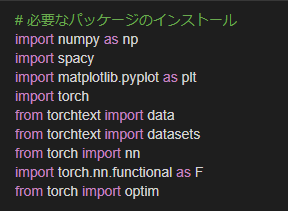 # 必要なパッケージのインストール
import numpy as np
import spacy
import matplotlib.pyplot as plt
import torch
from torchtext import data
from torchtext import datasets
from torch import nn
import torch.nn.functional as F
from torch import optim